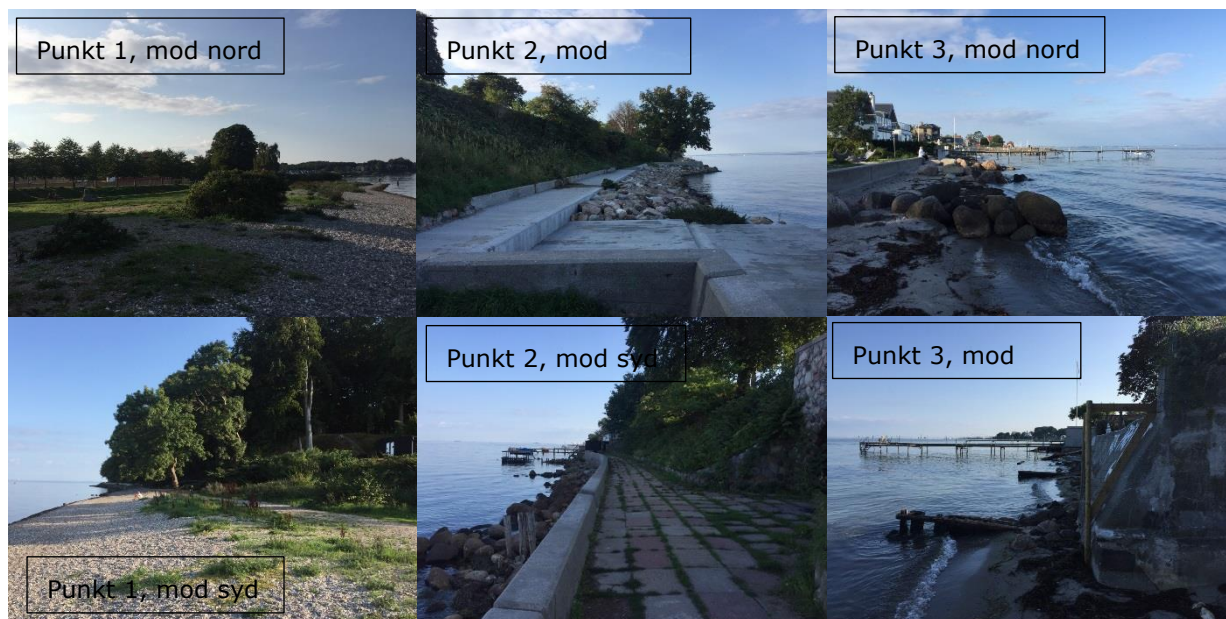 Punkt 1, mod nord
Punkt 2, mod
Punkt 3, mod nord
Punkt 1, mod syd
Punkt 2, mod syd
Punkt 3, mod